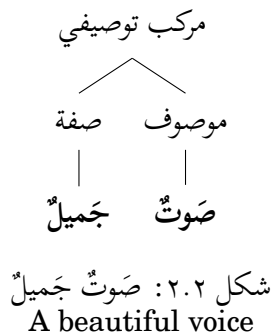 مركب توصيفي
موصوف صفة
صَوتٌ جَميلٌ
شكل ٢.٢: صَوتٌ جَميلٌ
A beautiful voice